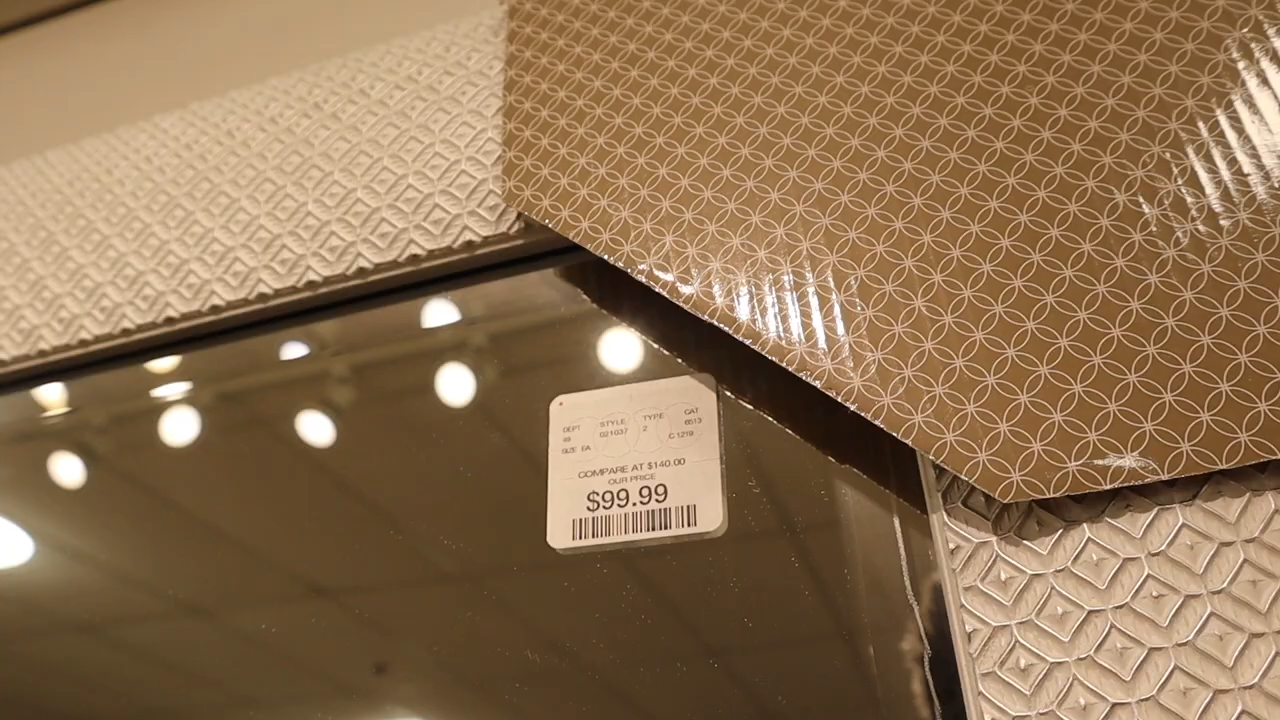 DEPT STYLE TYPE CAT
49 021037 2 6513
SIZE EA C 1219
COMPARE AT $140.00
OUR PRICE
$99.99